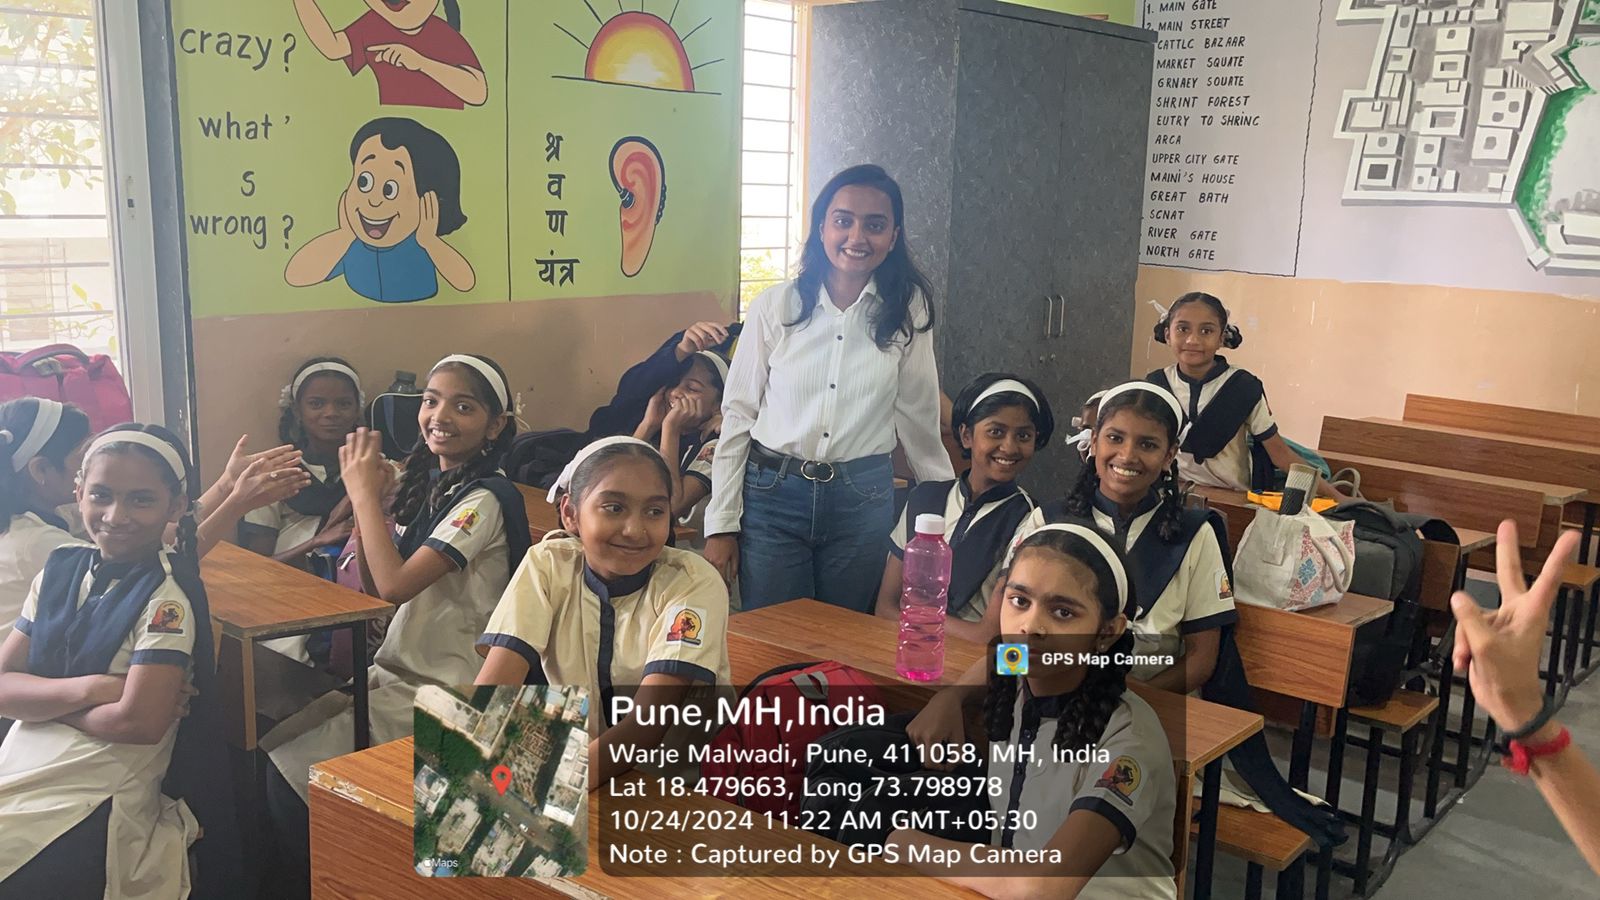 crazy?
what'
s
wrong?
श्र
व
ण
यंत्र
1. MAIN GATE
2. MAIN STREET
CATTLC BAZAAR
MARKET SQUATE
GRNAEY SQUATE
SHRINT FOREST
EUTRY TO SHRINC
ARCA
UPPER CITY GATE
MAINI'S HOUSE
GREAT BATH
SCNAT
RIVER GATE
NORTH GATE
GPS Map Camera
Pune,MH,India
Warje Malwadi, Pune, 411058, MH, India
Lat 18.479663, Long 73.798978
10/24/2024 11:22 AM GMT+05:30
Note : Captured by GPS Map Camera
Maps